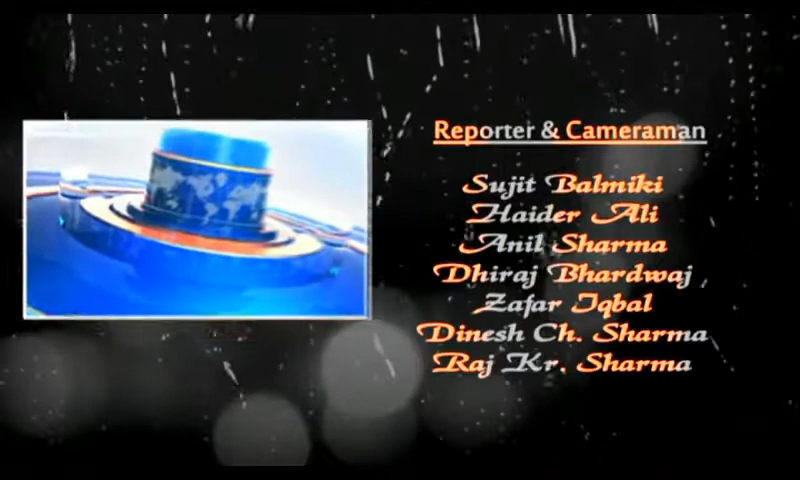 Reporter & Cameraman
Sujit Balmiki
Haider Ali
Anil Sharma
Dhiraj Bhardwaj
Zafar Iqbal
Dinesh Ch. Sharma
Raj Kr. Sharma